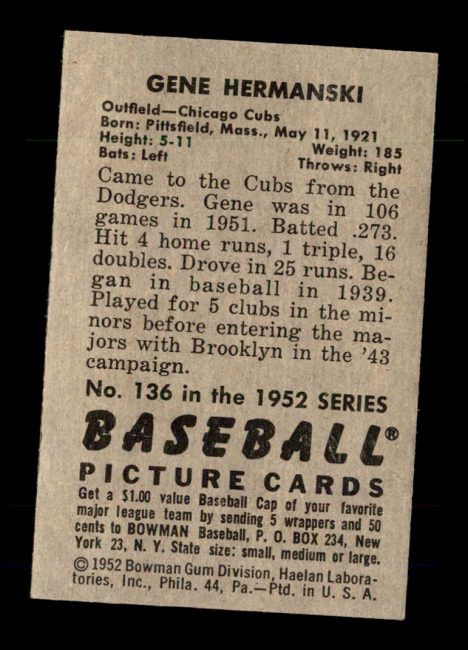 GENE HERMANSKI
Outfield—Chicago Cubs
Born: Pittsfield, Mass., May 11, 1921
Height: 5-11 Weight: 185
Bats: Left Throws: Right
Came to the Cubs from the
Dodgers. Gene was in 106
games in 1951. Batted .273.
Hit 4 home runs, 1 triple, 16
doubles. Drove in 25 runs. Be-
gan in baseball in 1939.
Played for 5 clubs in the mi-
nors before entering the ma-
jors with Brooklyn in the '43
campaign.
No. 136 in the 1952 SERIES
BASEBALL®
PICTURE CARDS
Get a $1.00 value Baseball Cap of your favorite
major league team by sending 5 wrappers and 50
cents to BOWMAN Baseball, P. O. BOX 234, New
York 23, N. Y. State size: small, medium or large.
©1952 Bowman Gum Division, Haelan Labora-
tories, Inc., Phila. 44, Pa.—Ptd. in U. S. A.